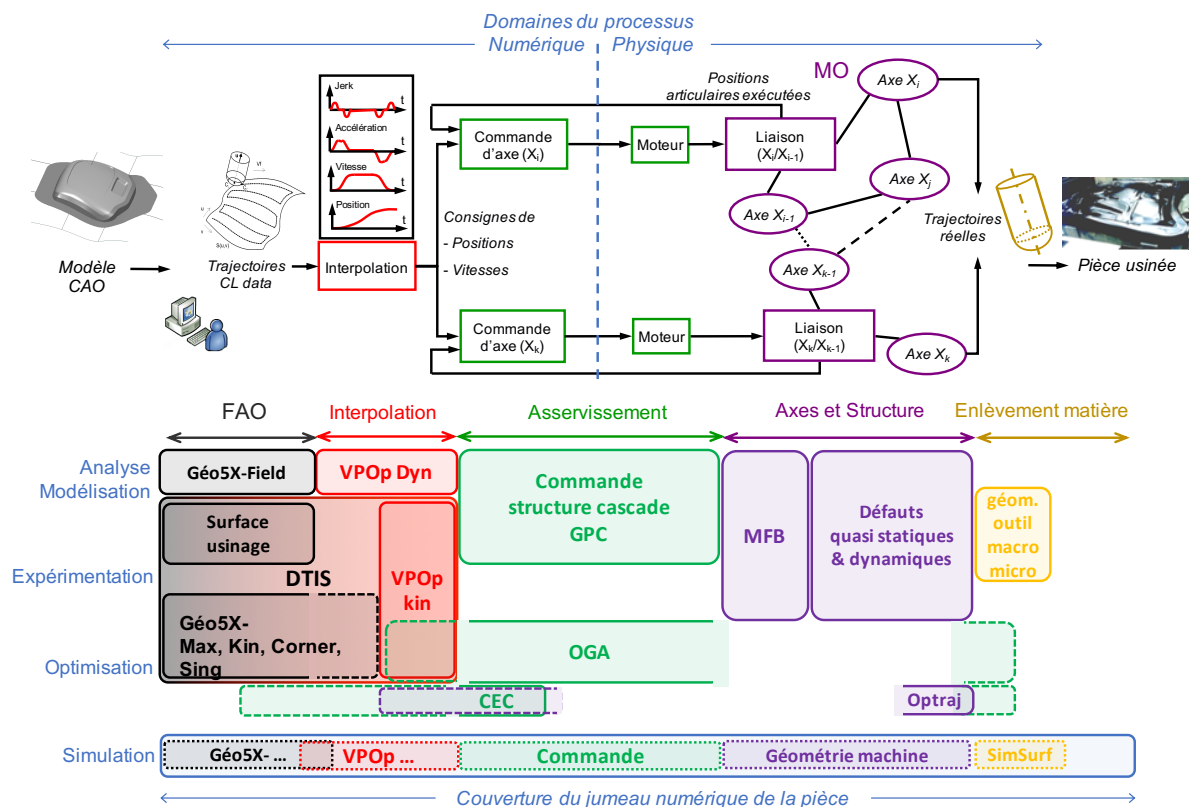 Domaines du processus
Numérique
Physique
Jerk
t
Accélération
t
Vitesse
t
Position
t
Interpolation
Modèle
CAO
Vf
S(u,v)
Trajectoires
CL data
Consignes de
- Positions
- Vitesses
Commande
d'axe (Xi)
Moteur
Positions
articulaires exécutées
Liaison
(Xi/Xi-1)
MO
Axe Xi
Axe Xj
Axe Xi-1
Axe Xk-1
Commande
d'axe (Xk)
Moteur
Liaison
(Xk/Xk-1)
Axe Xk
Trajectoires
réelles
Pièce usinée
FAO
Interpolation
Asservissement
Axes et Structure
Enlèvement matière
Analyse
Modélisation
Géo5X-Field
VPOp Dyn
Commande
structure cascade
GPC
MFB
Défauts
quasi statiques
& dynamiques
géom.
outil
macro
micro
Expérimentation
Surface
usinage
DTIS
VPOp
kin
Optimisation
Géo5X-
Max, Kin, Corner,
Sing
OGA
CEC
Optraj
Simulation
Géo5X- ...
VPOp ...
Commande
Géométrie machine
SimSurf
Couverture du jumeau numérique de la pièce